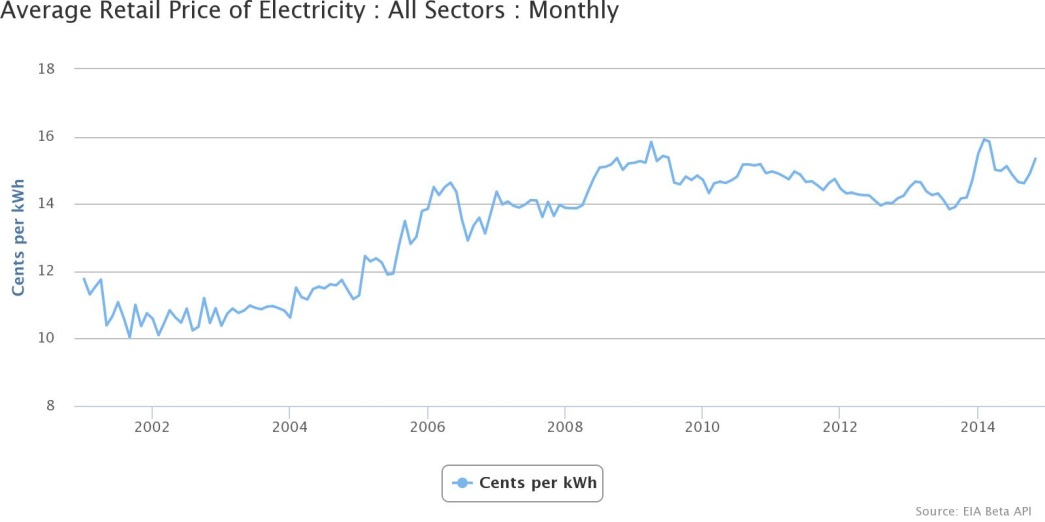 Average Retail Price of Electricity : All Sectors : Monthly
18
16
14
12
10
8
Cents per kWh
2002 2004 2006 2008 2010 2012 2014
Cents per kWh
Source: EIA Beta API